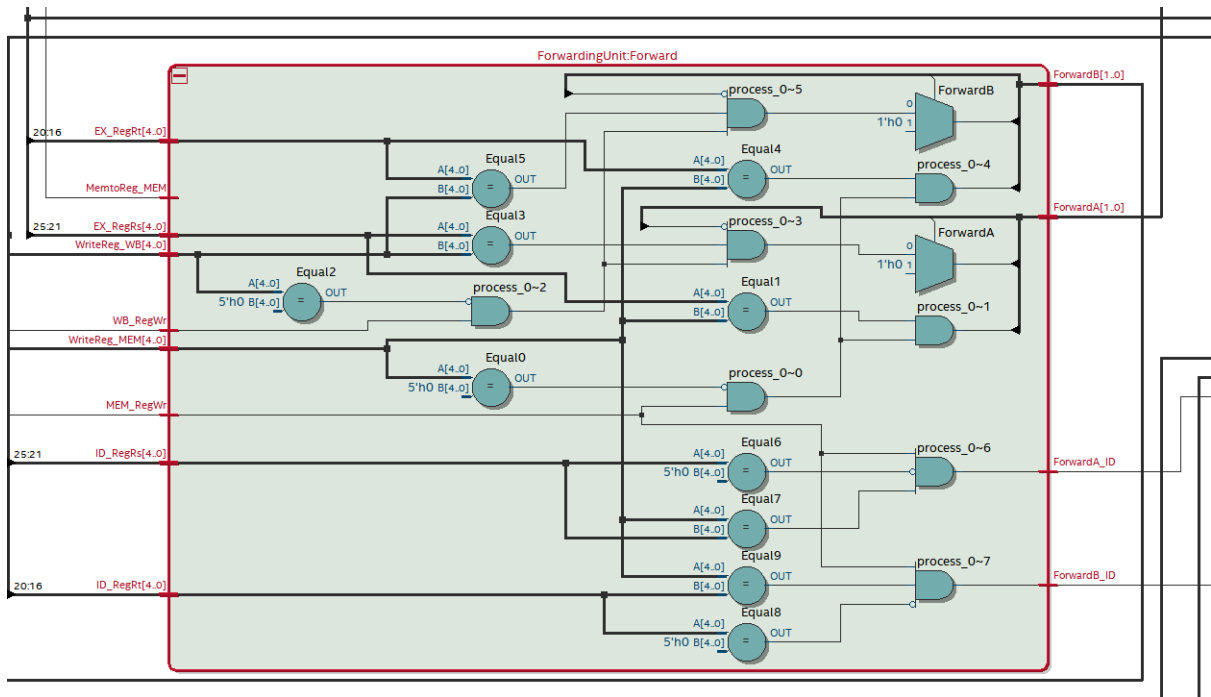 ForwardingUnit:Forward
ForwardB[1..0]
process_0~5
ForwardB
0
1'h0 1
20:16
EX_RegRt[4..0]
Equal5
A[4..0]
B[4..0]
=
OUT
Equal4
A[4..0]
B[4..0]
=
OUT
process_0~4
MemtoReg_MEM
ForwardA[1..0]
25:21
EX_RegRs[4..0]
WriteReg_WB[4..0]
Equal3
A[4..0]
B[4..0]
=
OUT
process_0~3
ForwardA
0
1'h0 1
Equal2
A[4..0]
5'h0 B[4..0]
=
OUT
process_0~2
Equal1
A[4..0]
B[4..0]
=
OUT
process_0~1
WB_RegWr
WriteReg_MEM[4..0]
Equal0
A[4..0]
5'h0 B[4..0]
=
OUT
process_0~0
MEM_RegWr
25:21
ID_RegRs[4..0]
Equal6
A[4..0]
5'h0 B[4..0]
=
OUT
process_0~6
ForwardA_ID
Equal7
A[4..0]
B[4..0]
=
OUT
Equal9
A[4..0]
B[4..0]
=
OUT
process_0~7
ForwardB_ID
20:16
ID_RegRt[4..0]
Equal8
A[4..0]
5'h0 B[4..0]
=
OUT